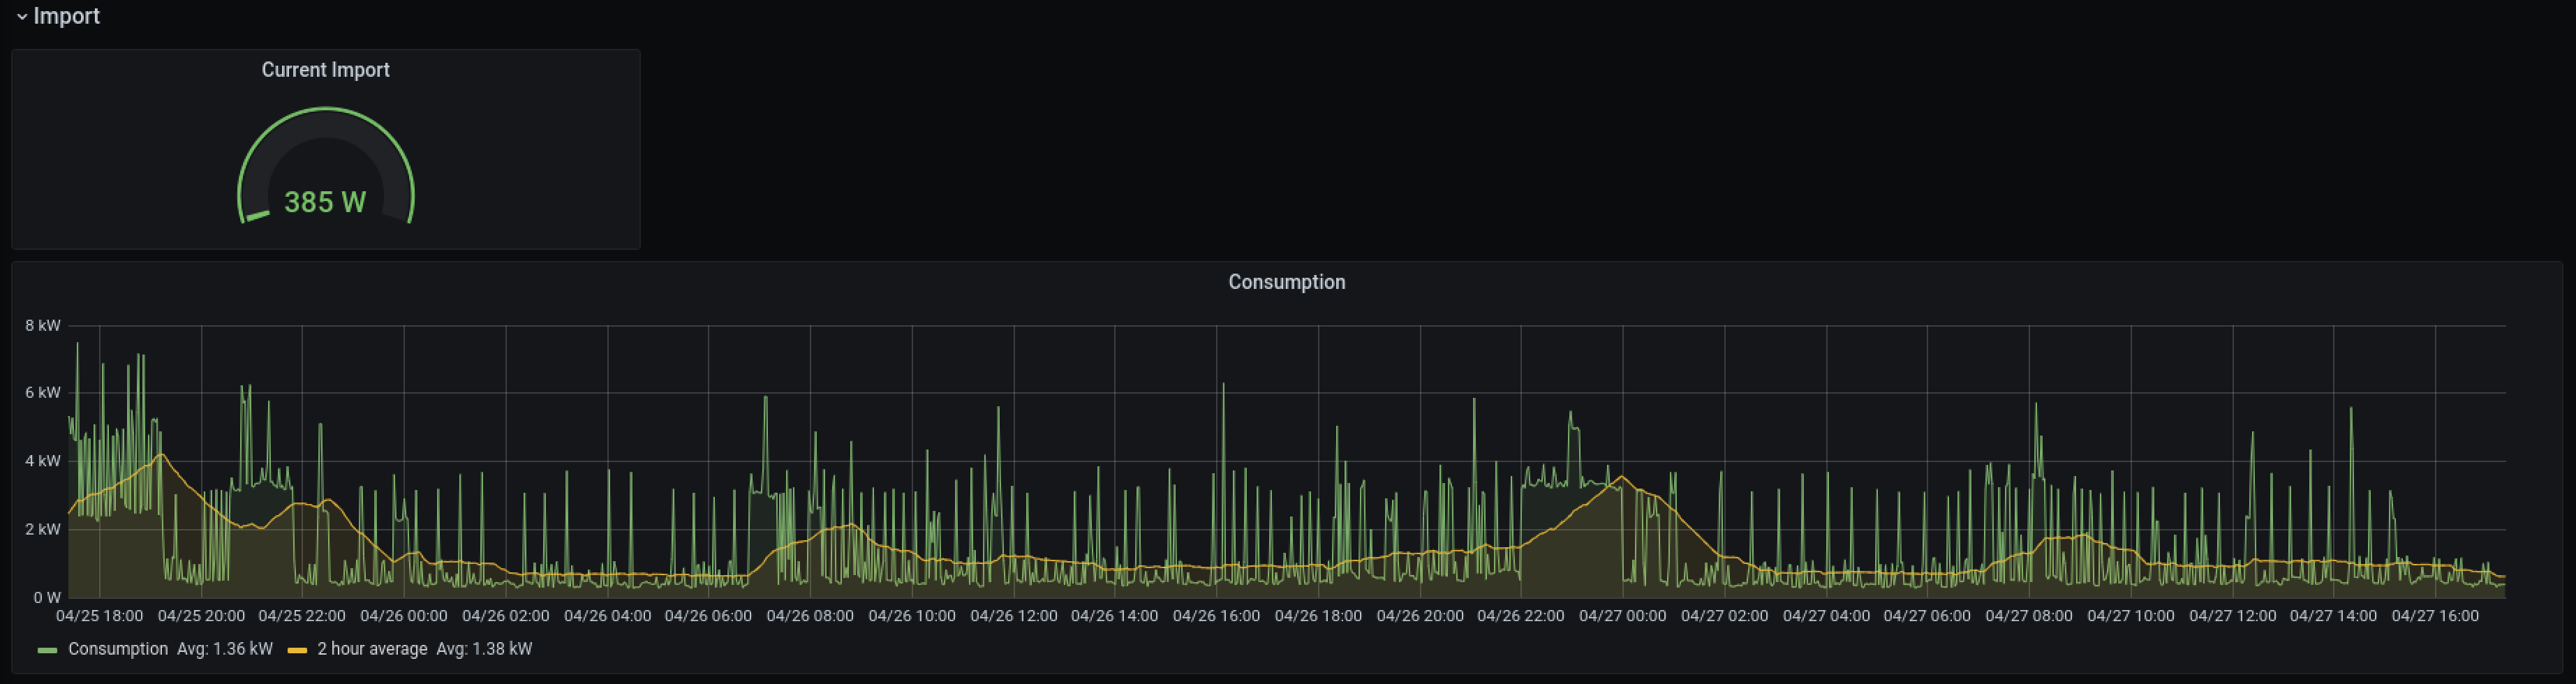 Import
Current Import
385 W
Consumption
8 kW
6 kW
4 kW
2 kW
0 W
04/25 18:00 04/25 20:00 04/25 22:00 04/26 00:00 04/26 02:00 04/26 04:00 04/26 06:00 04/26 08:00 04/26 10:00 04/26 12:00 04/26 14:00 04/26 16:00 04/26 18:00 04/26 20:00 04/26 22:00 04/27 00:00 04/27 02:00 04/27 04:00 04/27 06:00 04/27 08:00 04/27 10:00 04/27 12:00 04/27 14:00 04/27 16:00
Consumption Avg: 1.36 kW 2 hour average Avg: 1.38 kW